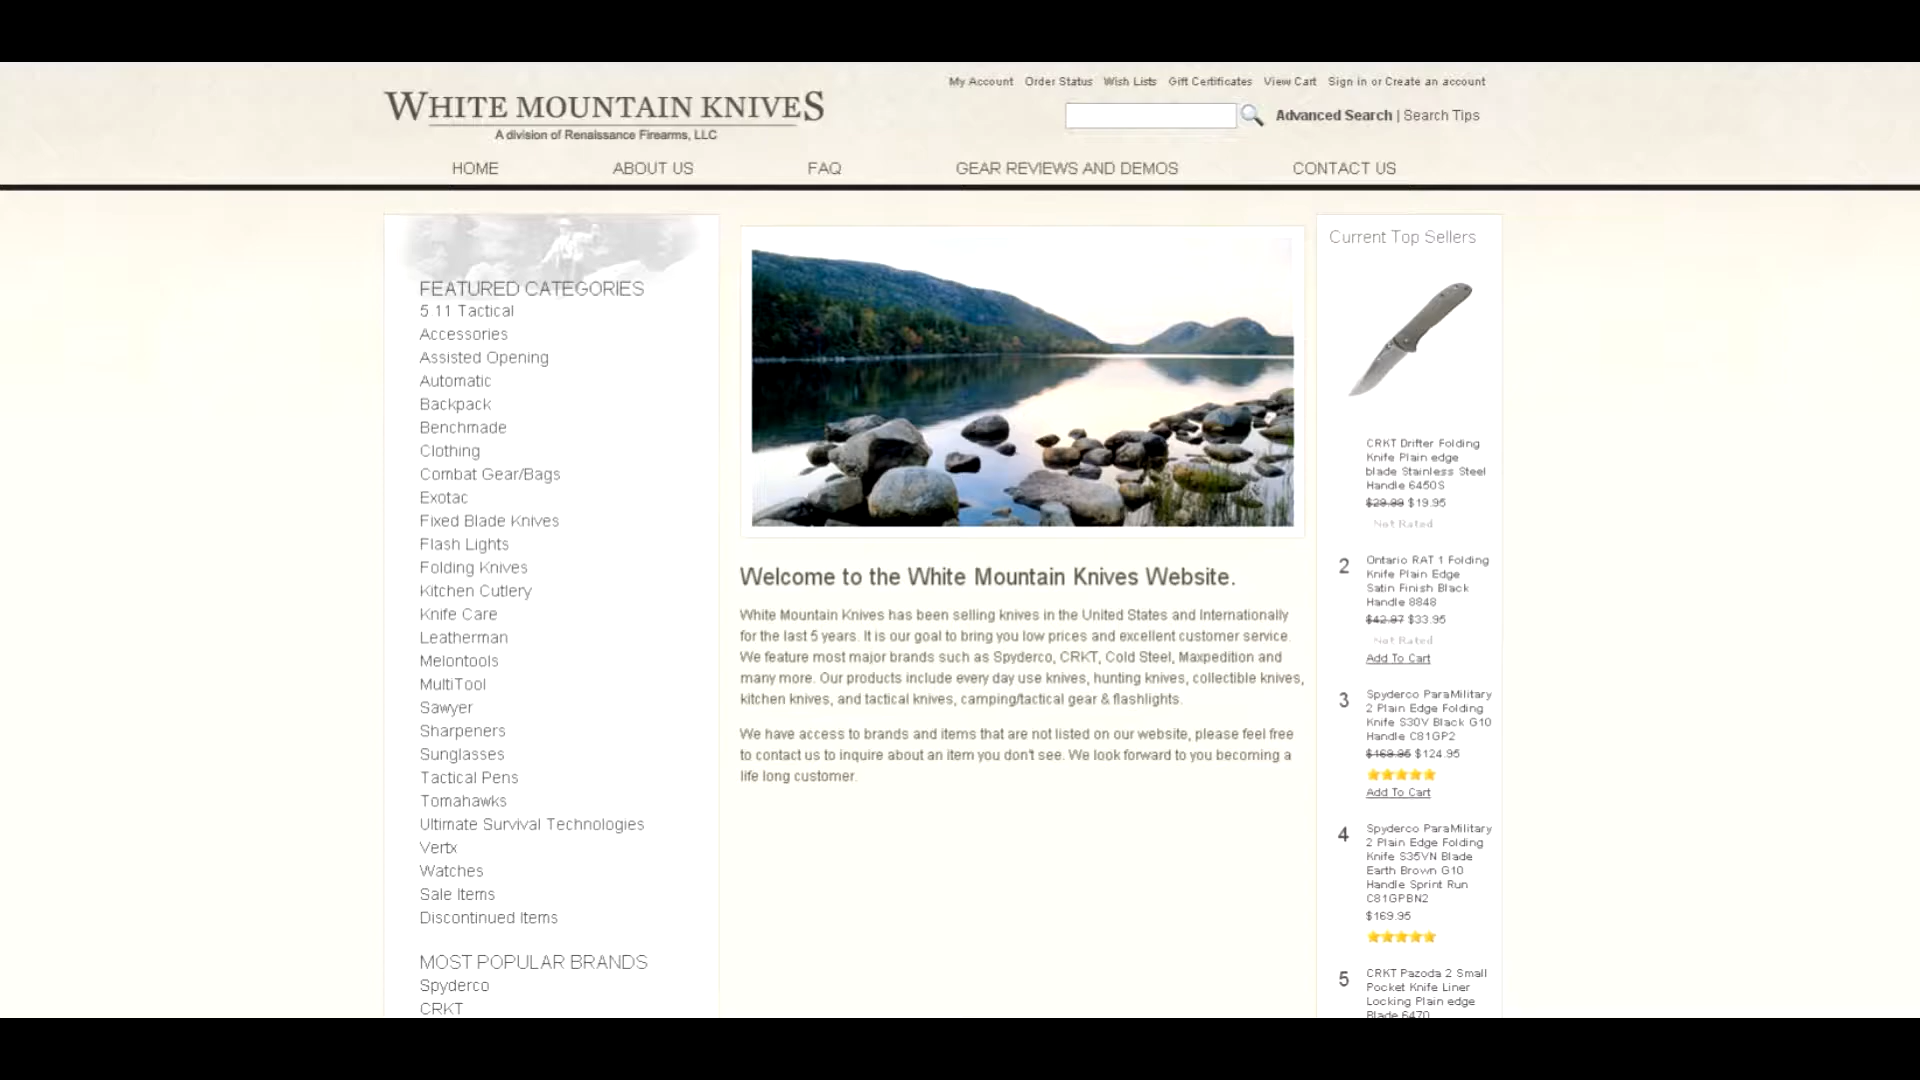 My Account Order Status Wish Lists Gift Certificates View Cart Sign in or Create an account
WHITE MOUNTAIN KNIVES
A division of Renaissance Firearms, LLC
Advanced Search | Search Tips
HOME ABOUT US FAQ GEAR REVIEWS AND DEMOS CONTACT US
FEATURED CATEGORIES
5 11 Tactical
Accessories
Assisted Opening
Automatic
Backpack
Benchmade
Clothing
Combat Gear/Bags
Exotac
Fixed Blade Knives
Flash Lights
Folding Knives
Kitchen Cutlery
Knife Care
Leatherman
Melontools
MultiTool
Sawyer
Sharpeners
Sunglasses
Tactical Pens
Tomahawks
Ultimate Survival Technologies
Vertx
Watches
Sale Items
Discontinued Items
MOST POPULAR BRANDS
Spyderco
CRKT
Welcome to the White Mountain Knives Website.
White Mountain Knives has been selling knives in the United States and Internationally
for the last 5 years. It is our goal to bring you low prices and excellent customer service.
We feature most major brands such as Spyderco, CRKT, Cold Steel, Maxpedition and
many more. Our products include every day use knives, hunting knives, collectible knives,
kitchen knives, and tactical knives, camping/tactical gear & flashlights.
We have access to brands and items that are not listed on our website, please feel free
to contact us to inquire about an item you don't see. We look forward to you becoming a
life long customer.
Current Top Sellers
CRKT Drifter Folding
Knife Plain edge
blade Stainless Steel
Handle 6450S
$29.99 $19.95
Not Rated
2 Ontario RAT 1 Folding
Knife Plain Edge
Satin Finish Black
Handle 8848
$42.97 $33.95
Not Rated
Add To Cart
3 Spyderco ParaMilitary
2 Plain Edge Folding
Knife S30V Black G10
Handle C81GP2
$169.95 $124.95
Add To Cart
4 Spyderco ParaMilitary
2 Plain Edge Folding
Knife S35VN Blade
Earth Brown G10
Handle Sprint Run
C81GPBN2
$169.95
5 CRKT Pazoda 2 Small
Pocket Knife Liner
Locking Plain edge
Blade 6470